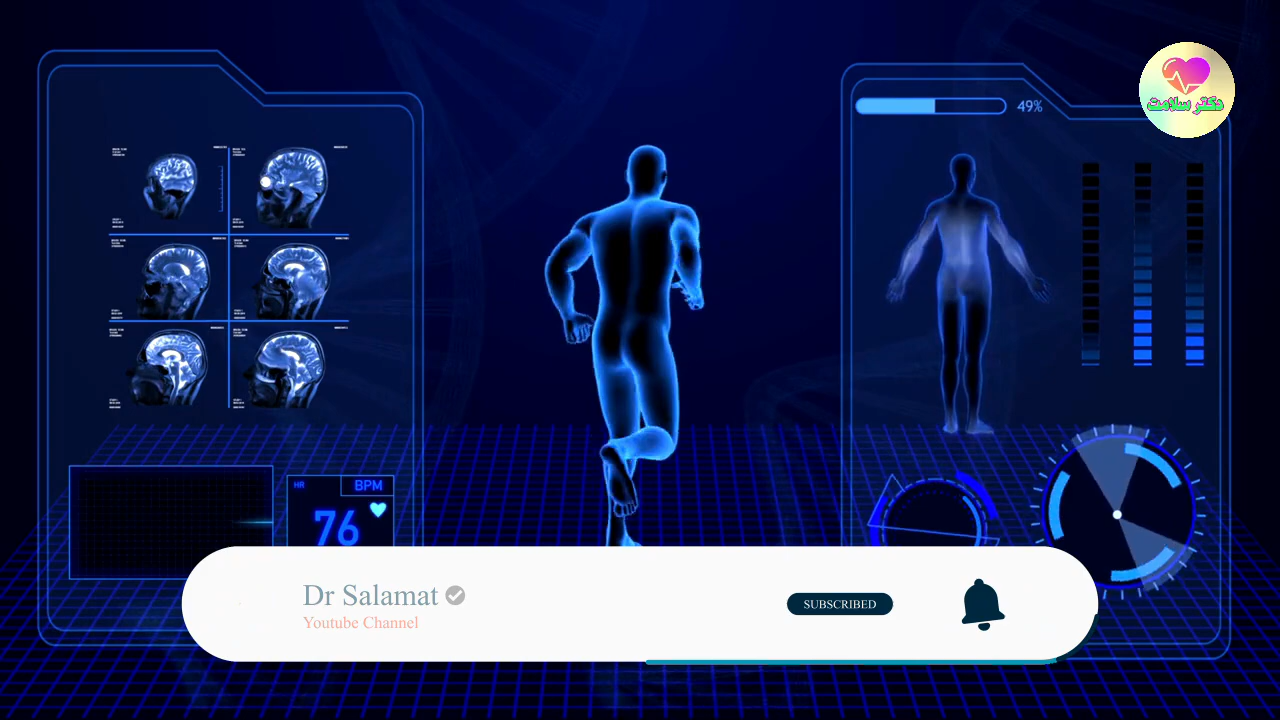 49%
دکتر سلامت
HR
BPM
76
Dr Salamat
Youtube Channel
SUBSCRIBED